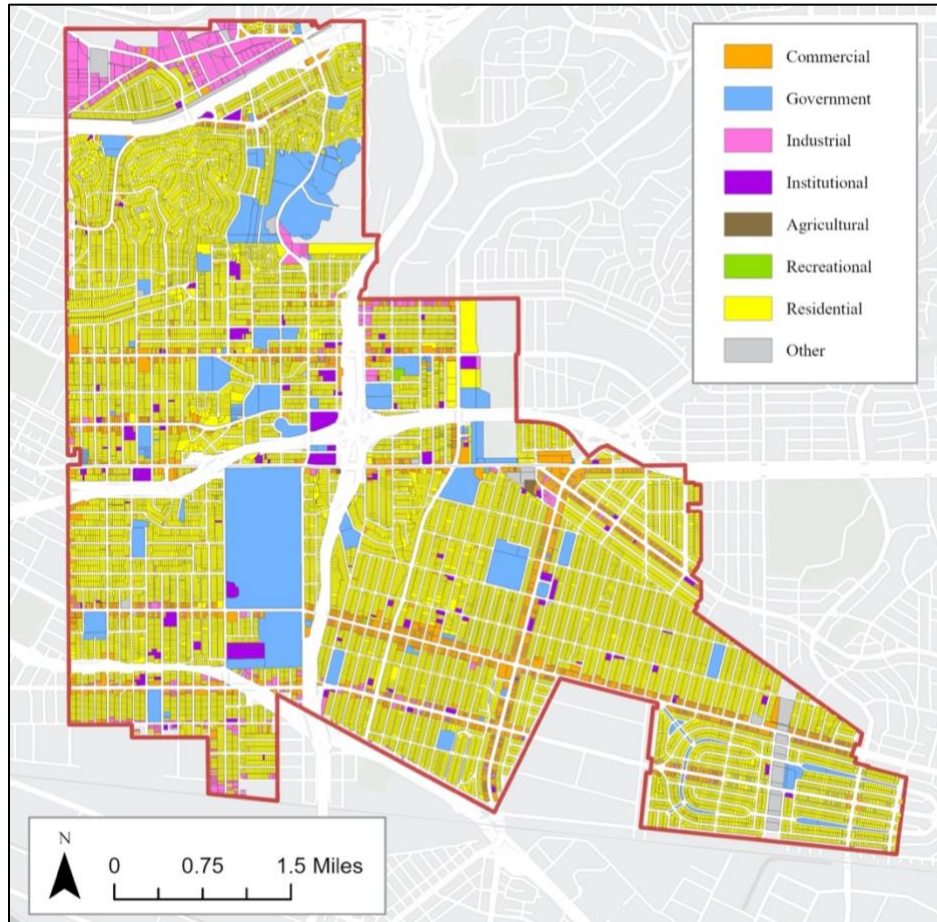 Commercial
Government
Industrial
Institutional
Agricultural
Recreational
Residential
Other
N
0 0.75 1.5 Miles